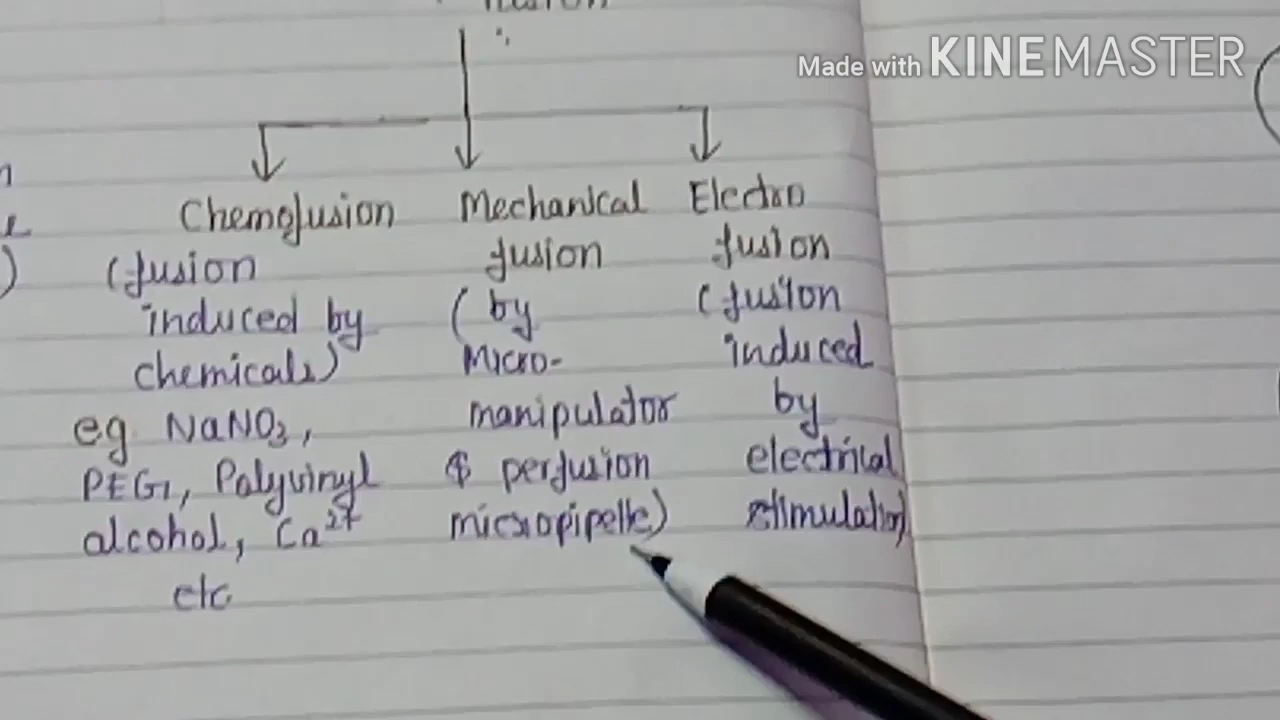 Made with KINEMASTER
Chemofusion
(fusion
induced by
chemicals)
eg NaNO3,
PEG, Polyvinyl
alcohol, Ca2+
etc
Mechanical
fusion
(by
Micro-
manipulator
& perfusion
micropipette)
Electro
fusion
(fusion
induced
by
electrical
stimulation)